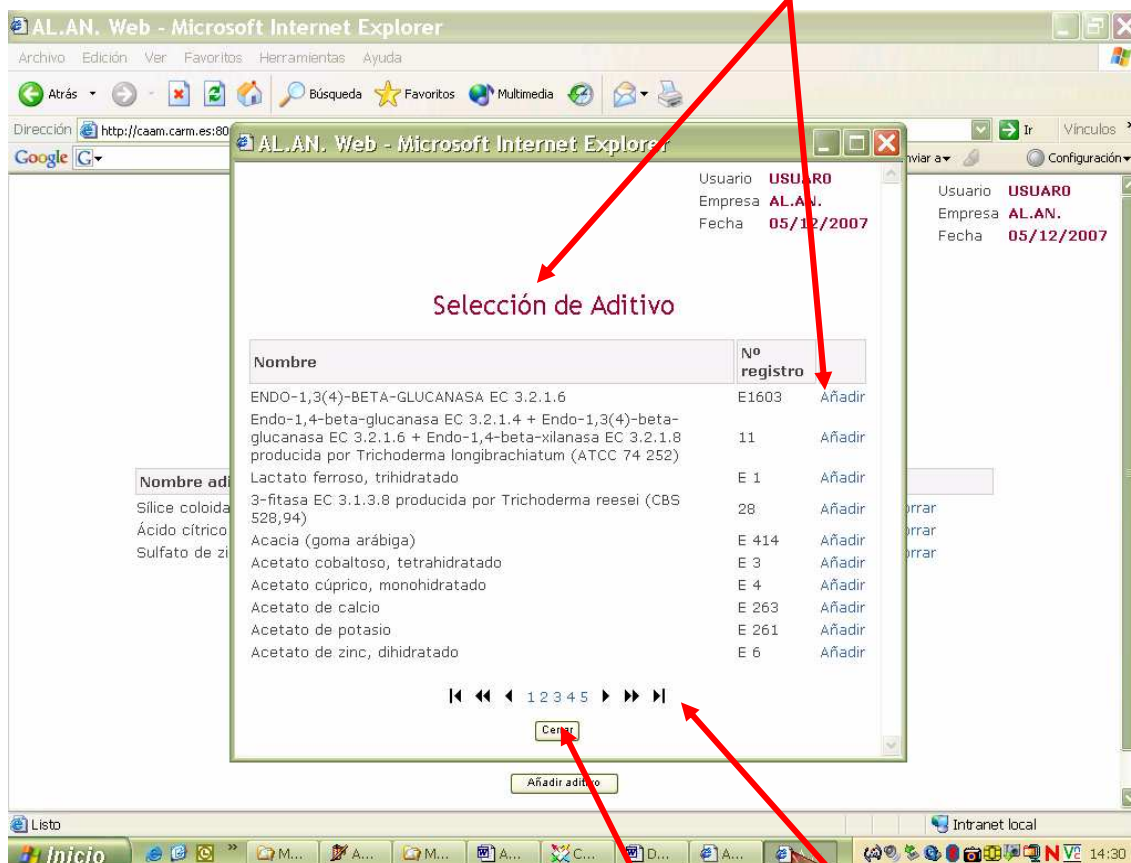 AL.AN. Web - Microsoft Internet Explorer
Archivo Edición Ver Favoritos Herramientas Ayuda
Atrás Búsqueda Favoritos Multimedia
Dirección http://caam.carm.es:80 Ir Vínculos
Google G Configuración
AL.AN. Web - Microsoft Internet Explorer
Usuario USUARO
Empresa AL.AN.
Fecha 05/12/2007
Usuario USUARO
Empresa AL.AN.
Fecha 05/12/2007
Selección de Aditivo
Nombre Nº registro
ENDO-1,3(4)-BETA-GLUCANASA EC 3.2.1.6 E1603 Añadir
Endo-1,4-beta-glucanasa EC 3.2.1.4 + Endo-1,3(4)-beta-
glucanasa EC 3.2.1.6 + Endo-1,4-beta-xilanasa EC 3.2.1.8 11 Añadir
producida por Trichoderma longibrachiatum (ATCC 74 252)
Lactato ferroso, trihidratado E 1 Añadir
3-fitasa EC 3.1.3.8 producida por Trichoderma reesei (CBS
528,94) 28 Añadir
Acacia (goma arábiga) E 414 Añadir
Acetato cobaltoso, tetrahidratado E 3 Añadir
Acetato cúprico, monohidratado E 4 Añadir
Acetato de calcio E 263 Añadir
Acetato de potasio E 261 Añadir
Acetato de zinc, dihidratado E 6 Añadir
1 2 3 4 5
Cerrar
Nombre adi
Sílice coloida
Ácido cítrico
Sulfato de zi
orrar
orrar
orrar
Añadir aditivo
Listo Intranet local
Inicio M... A... M... A... C... D... A... 14:30